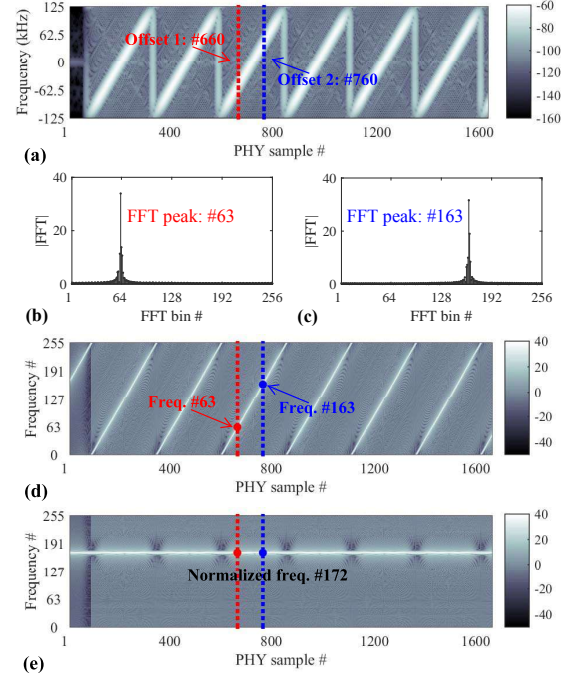 125
62.5
0
-62.5
-125
Frequency (kHz)
Offset 1: #660
Offset 2: #760
1
400
800
1200
1600
PHY sample #
-60
-80
-100
-120
-140
-160
(a)
40
20
0
|FFT|
FFT peak: #63
1
64
128
192
256
FFT bin #
(b)
40
20
0
|FFT|
FFT peak: #163
1
64
128
192
256
FFT bin #
(c)
255
191
127
63
0
Frequency #
Freq. #63
Freq. #163
1
400
800
1200
1600
PHY sample #
40
20
0
-20
-40
(d)
255
191
127
63
0
Frequency #
Normalized freq. #172
1
400
800
1200
1600
PHY sample #
40
20
0
-20
-40
(e)